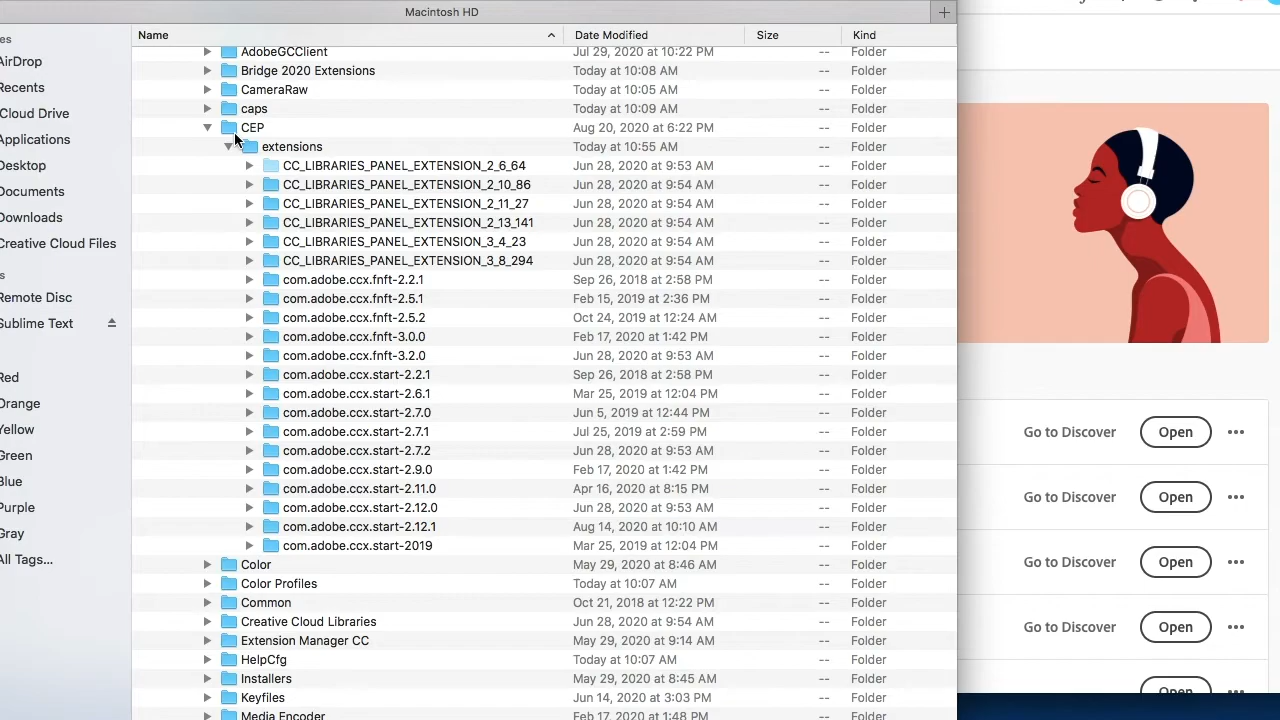 Macintosh HD
Name Date Modified Size Kind
AdobeGCClient Jul 29, 2020 at 10:22 PM -- Folder
Bridge 2020 Extensions Today at 10:08 AM -- Folder
CameraRaw Today at 10:05 AM -- Folder
caps Today at 10:09 AM -- Folder
CEP Aug 20, 2020 at 6:22 PM -- Folder
extensions Today at 10:55 AM -- Folder
CC_LIBRARIES_PANEL_EXTENSION_2_6_64 Jun 28, 2020 at 9:53 AM -- Folder
CC_LIBRARIES_PANEL_EXTENSION_2_10_86 Jun 28, 2020 at 9:54 AM -- Folder
CC_LIBRARIES_PANEL_EXTENSION_2_11_27 Jun 28, 2020 at 9:54 AM -- Folder
CC_LIBRARIES_PANEL_EXTENSION_2_13_141 Jun 28, 2020 at 9:54 AM -- Folder
CC_LIBRARIES_PANEL_EXTENSION_3_4_23 Jun 28, 2020 at 9:54 AM -- Folder
CC_LIBRARIES_PANEL_EXTENSION_3_8_294 Jun 28, 2020 at 9:54 AM -- Folder
com.adobe.ccx.fnft-2.2.1 Sep 26, 2018 at 2:58 PM -- Folder
com.adobe.ccx.fnft-2.5.1 Feb 15, 2019 at 2:36 PM -- Folder
com.adobe.ccx.fnft-2.5.2 Oct 24, 2019 at 12:24 AM -- Folder
com.adobe.ccx.fnft-3.0.0 Feb 17, 2020 at 1:42 PM -- Folder
com.adobe.ccx.fnft-3.2.0 Jun 28, 2020 at 9:53 AM -- Folder
com.adobe.ccx.start-2.2.1 Sep 26, 2018 at 2:58 PM -- Folder
com.adobe.ccx.start-2.6.1 Mar 25, 2019 at 12:04 PM -- Folder
com.adobe.ccx.start-2.7.0 Jun 5, 2019 at 12:44 PM -- Folder
com.adobe.ccx.start-2.7.1 Jul 25, 2019 at 2:59 PM -- Folder
com.adobe.ccx.start-2.7.2 Jun 28, 2020 at 9:53 AM -- Folder
com.adobe.ccx.start-2.9.0 Feb 17, 2020 at 1:42 PM -- Folder
com.adobe.ccx.start-2.11.0 Apr 16, 2020 at 8:15 PM -- Folder
com.adobe.ccx.start-2.12.0 Jun 28, 2020 at 9:53 AM -- Folder
com.adobe.ccx.start-2.12.1 Aug 14, 2020 at 10:10 AM -- Folder
com.adobe.ccx.start-2019 Mar 25, 2019 at 12:04 PM -- Folder
Color May 29, 2020 at 8:46 AM -- Folder
Color Profiles Today at 10:07 AM -- Folder
Common Oct 21, 2018 at 12:22 PM -- Folder
Creative Cloud Libraries Jun 28, 2020 at 9:54 AM -- Folder
Extension Manager CC May 29, 2020 at 9:14 AM -- Folder
HelpCfg Today at 10:07 AM -- Folder
Installers May 29, 2020 at 8:45 AM -- Folder
Keyfiles Jun 14, 2020 at 3:03 PM -- Folder
Media Encoder Feb 17, 2020 at 1:48 PM -- Folder
es
AirDrop
Recents
Cloud Drive
Applications
Desktop
Documents
Downloads
Creative Cloud Files
s
Remote Disc
Sublime Text
Red
Orange
Yellow
Green
Blue
Purple
Gray
All Tags...
Go to Discover Open
Go to Discover Open
Go to Discover Open
Go to Discover Open
Open